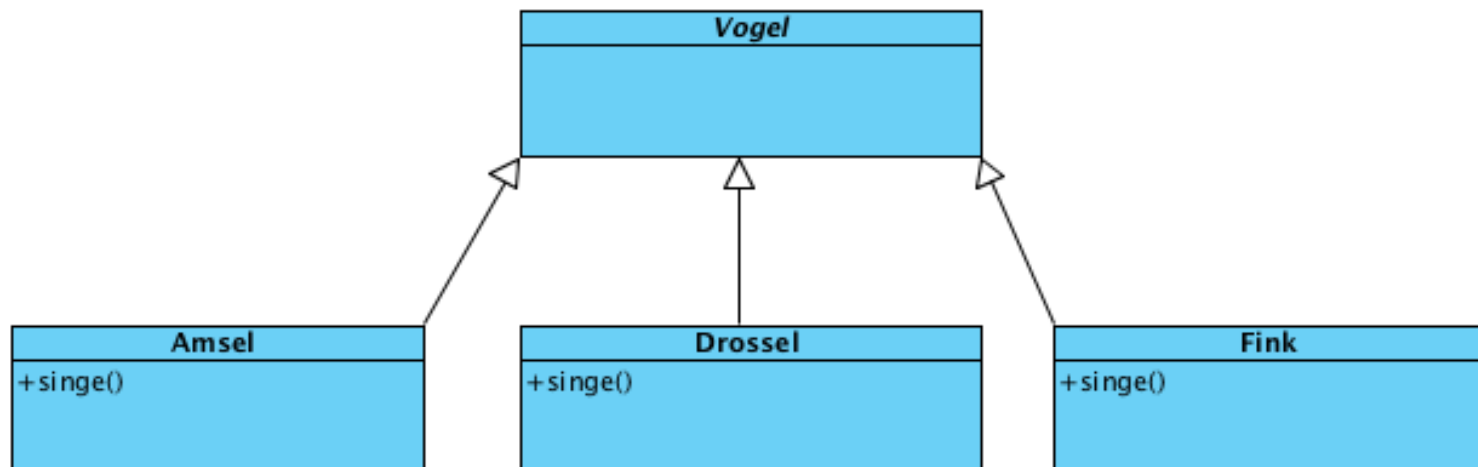 Vogel
Amsel
Drossel
Fink
+singe()
+singe()
+singe()